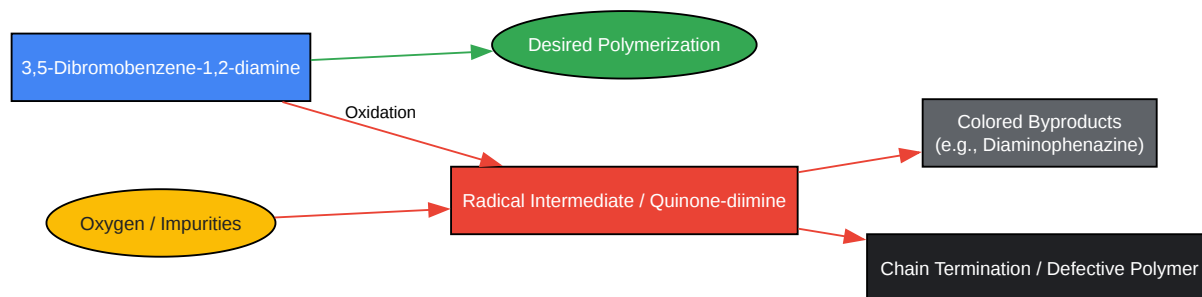 Desired Polymerization
3,5-Dibromobenzene-1,2-diamine
Oxidation
Colored Byproducts
(e.g., Diaminophenazine)
Radical Intermediate / Quinone-diimine
Oxygen / Impurities
Chain Termination / Defective Polymer